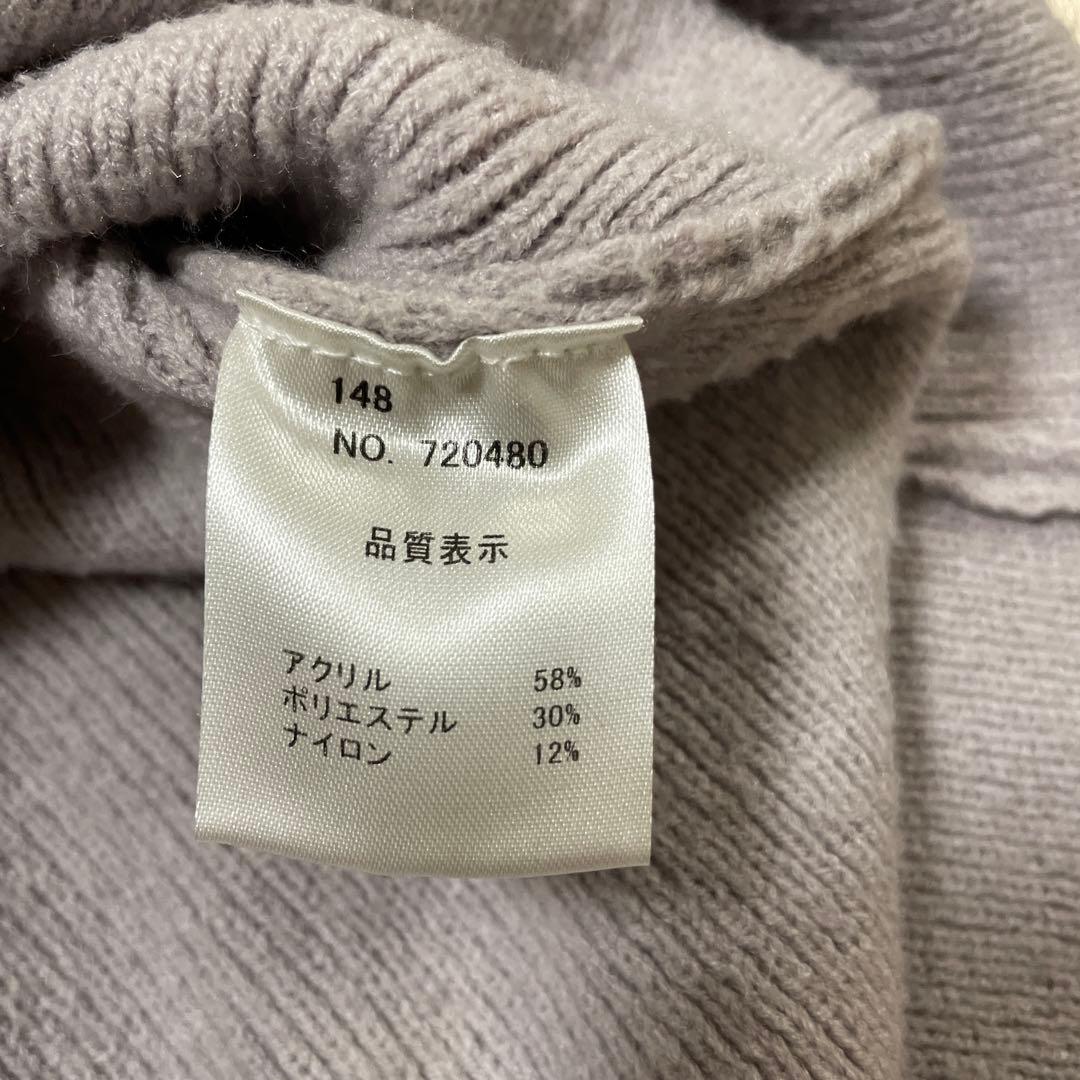 148
NO. 720480
品質表示
アクリル 58%
ポリエステル 30%
ナイロン 12%